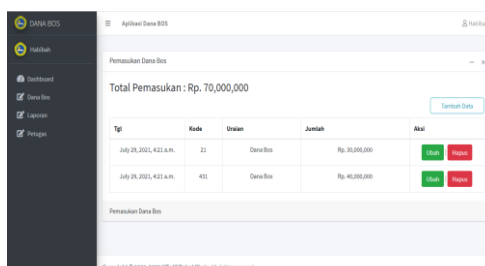 DANA BOS
Aplikasi Dana BOS
Habibah
Dashboard
Dana Bos
Laporan
Petugas
Pemasukan Dana Bos
Total Pemasukan : Rp. 70,000,000
Tambah Data
Tgl Kode Uraian Jumlah Aksi
July 29, 2021, 4:21 a.m. 21 Dana Bos Rp. 30,000,000 Ubah Hapus
July 29, 2021, 4:21 a.m. 431 Dana Bos Rp. 40,000,000 Ubah Hapus
Pemasukan Dana Bos